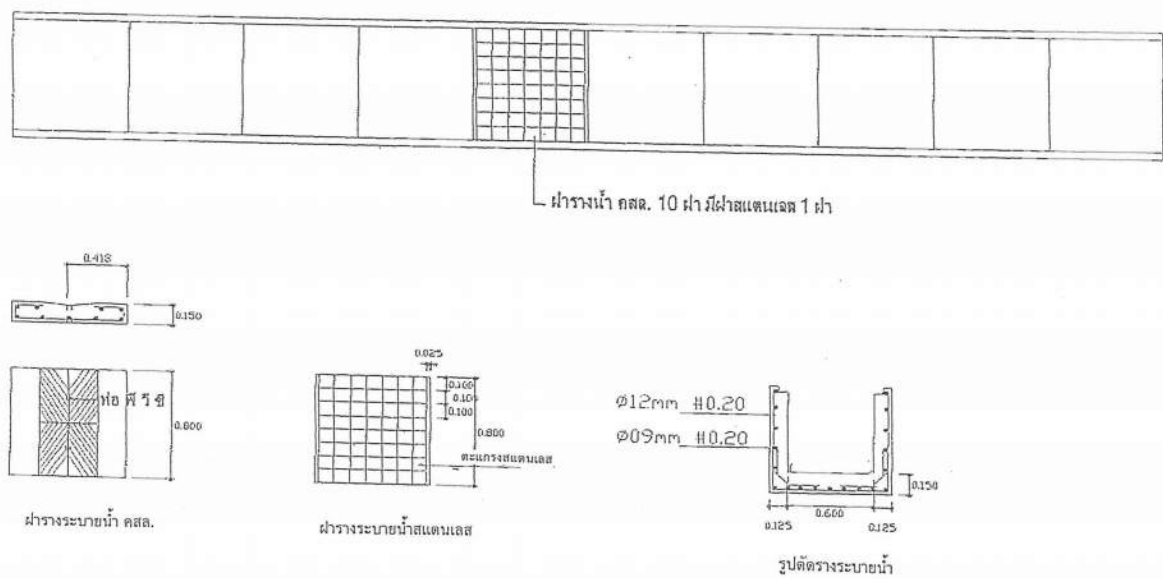 ฝารางน้ำ คสล. 10 ฝา มีฝาสแตนเลส 1 ฝา
0.418
0.150
ท่อ พี วี ซี
0.800
ฝารางระบายน้ำ คสล.
0.025
0.100
0.100
0.100
0.800
ตะแกรงสแตนเลส
ฝารางระบายน้ำสแตนเลส
Ø12mm #0.20
Ø09mm #0.20
0.150
0.600
0.125
0.125
รูปตัดรางระบายน้ำ